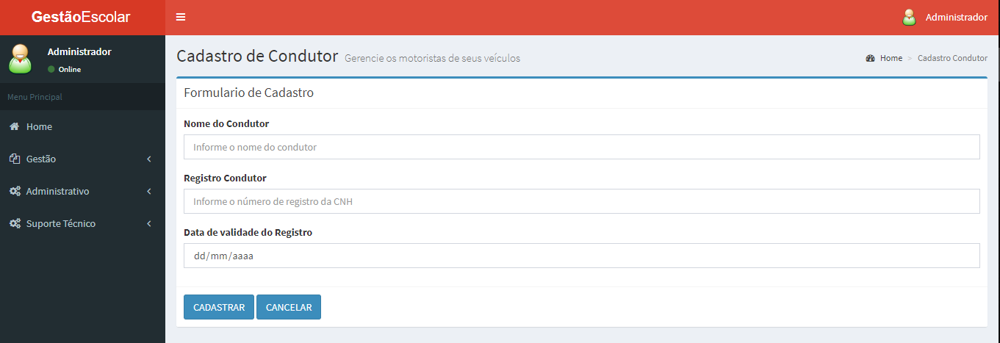 GestãoEscolar
Administrador
Administrador
Online
Menu Principal
Home
Gestão
Administrativo
Suporte Técnico
Cadastro de Condutor Gerencie os motoristas de seus veículos
Home > Cadastro Condutor
Formulario de Cadastro
Nome do Condutor
Informe o nome do condutor
Registro Condutor
Informe o número de registro da CNH
Data de validade do Registro
dd/mm/aaaa
CADASTRAR CANCELAR